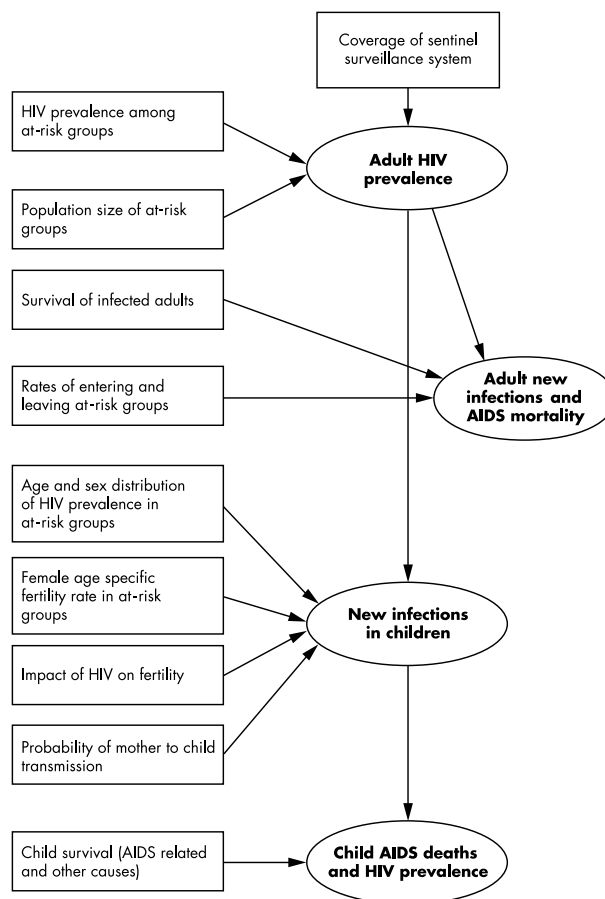 Coverage of sentinel
surveillance system
HIV prevalence among
at-risk groups
Adult HIV
prevalence
Population size of at-risk
groups
Survival of infected adults
Rates of entering and
leaving at-risk groups
Adult new
infections and
AIDS mortality
Age and sex distribution
of HIV prevalence in
at-risk groups
Female age specific
fertility rate in at-risk
groups
New infections
in children
Impact of HIV on fertility
Probability of mother to child
transmission
Child survival (AIDS related
and other causes)
Child AIDS deaths
and HIV prevalence